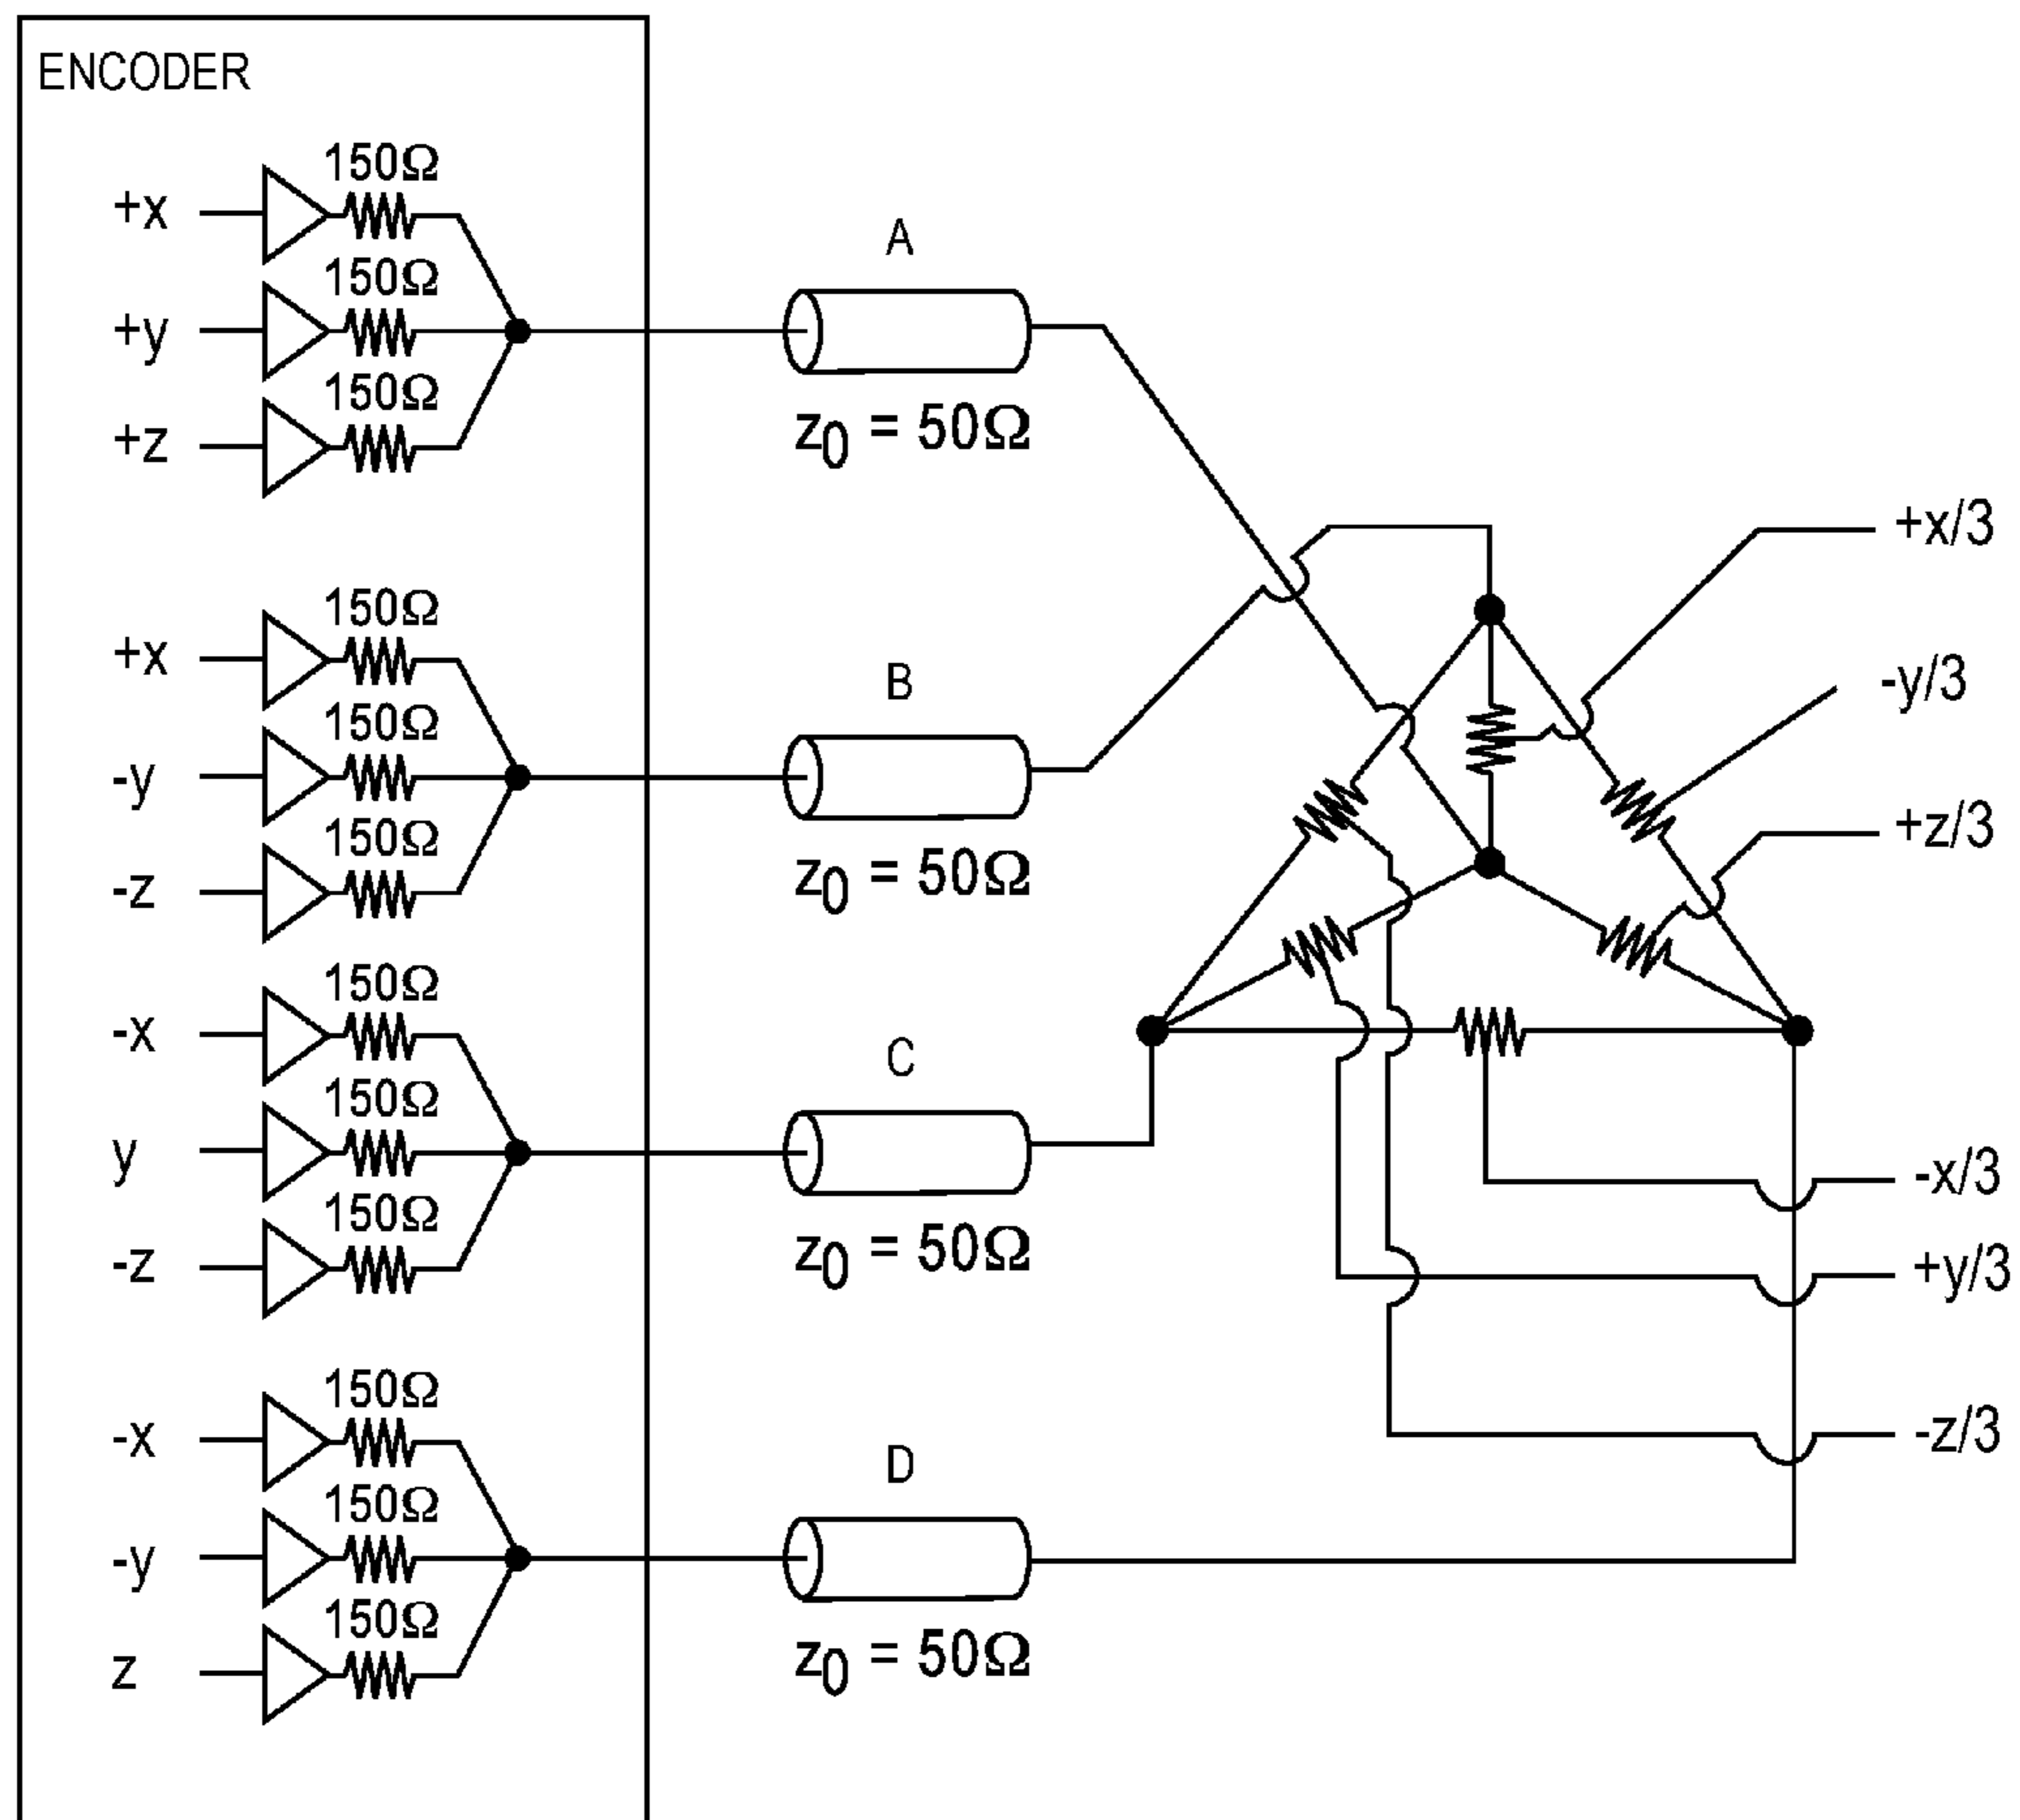 ENCODER
150Ω
+x
150Ω
+y
150Ω
+z
A
z0 = 50Ω
150Ω
+x
150Ω
-y
150Ω
-z
B
z0 = 50Ω
150Ω
-x
150Ω
y
150Ω
-z
C
z0 = 50Ω
150Ω
-x
150Ω
-y
150Ω
z
D
z0 = 50Ω
+x/3
-y/3
+z/3
-x/3
+y/3
-z/3